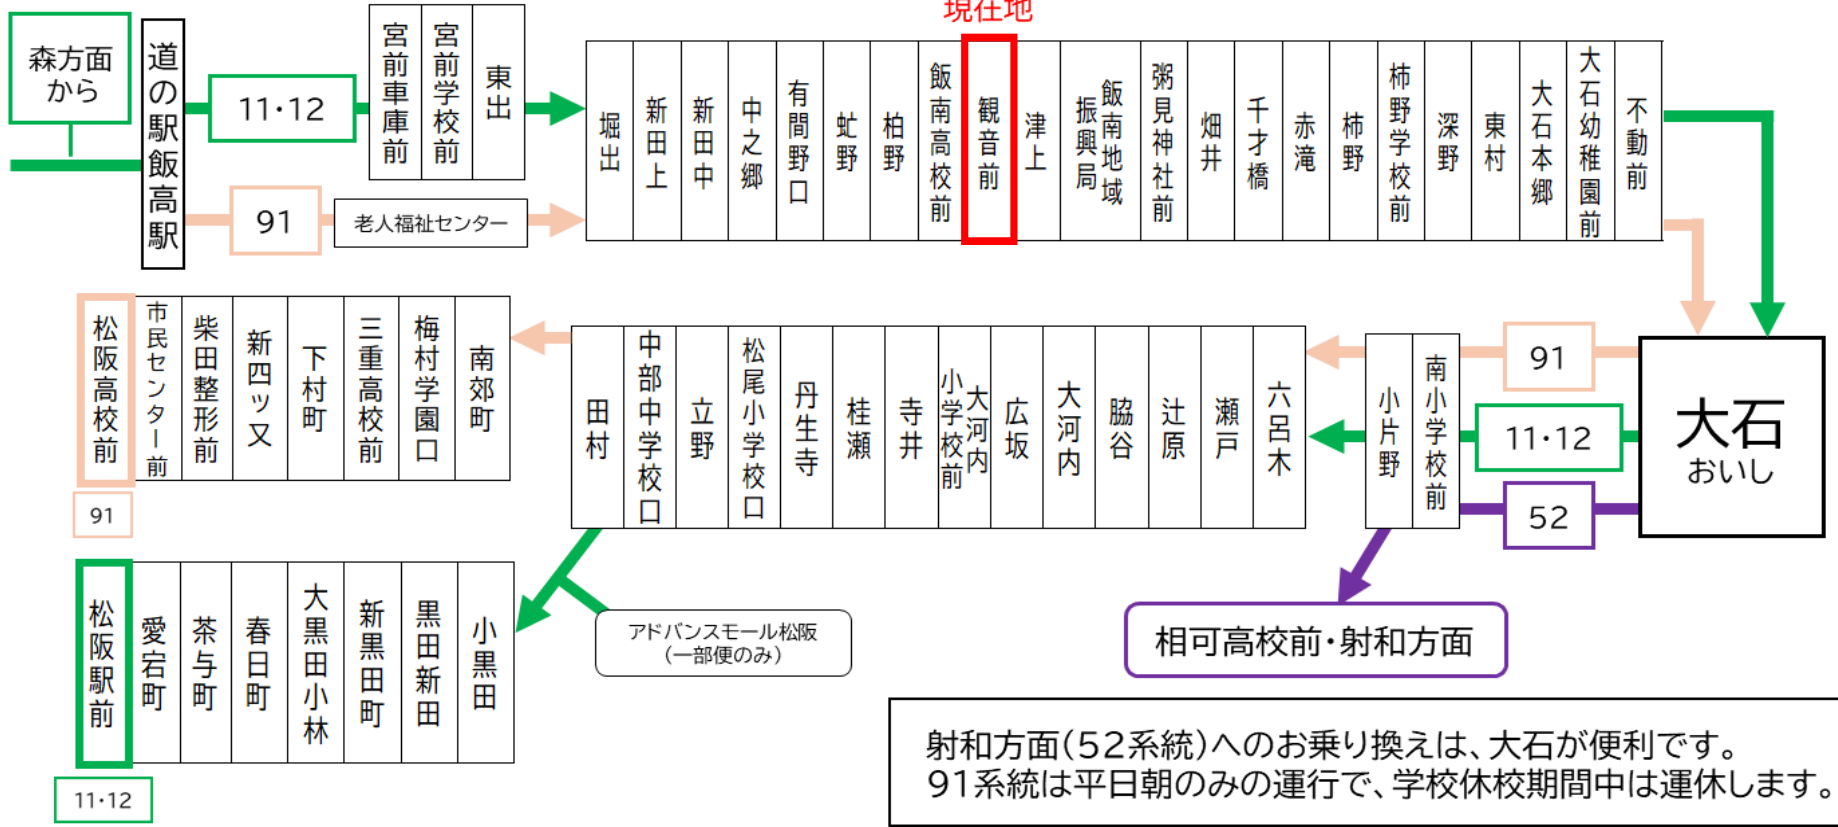 現在地
森方面
から
道の駅飯高駅
11・12
宮前車庫前
宮前学校前
東出
91
老人福祉センター
堀出
新田上
新田中
中之郷
有間野口
虻野
柏野
飯南高校前
観音前
津上
飯南地域
振興局
粥見神社前
畑井
千才橋
赤滝
柿野
柿野学校前
深野
東村
大石本郷
大石幼稚園前
不動前
大石
おいし
91
11・12
52
南小学校前
小片野
相可高校前・射和方面
六呂木
瀬戸
辻原
脇谷
大河内
広坂
大河内
小学校前
寺井
桂瀬
丹生寺
松尾小学校口
立野
中部中学校口
田村
南郊町
梅村学園口
三重高校前
下村町
新四ッ又
柴田整形前
市民センター前
松阪高校前
91
アドバンスモール松阪
(一部便のみ)
小黒田
黒田新田
新黒田町
大黒田小林
春日町
茶与町
愛宕町
松阪駅前
11・12
射和方面(52系統)へのお乗り換えは、大石が便利です。
91系統は平日朝のみの運行で、学校休校期間中は運休します。